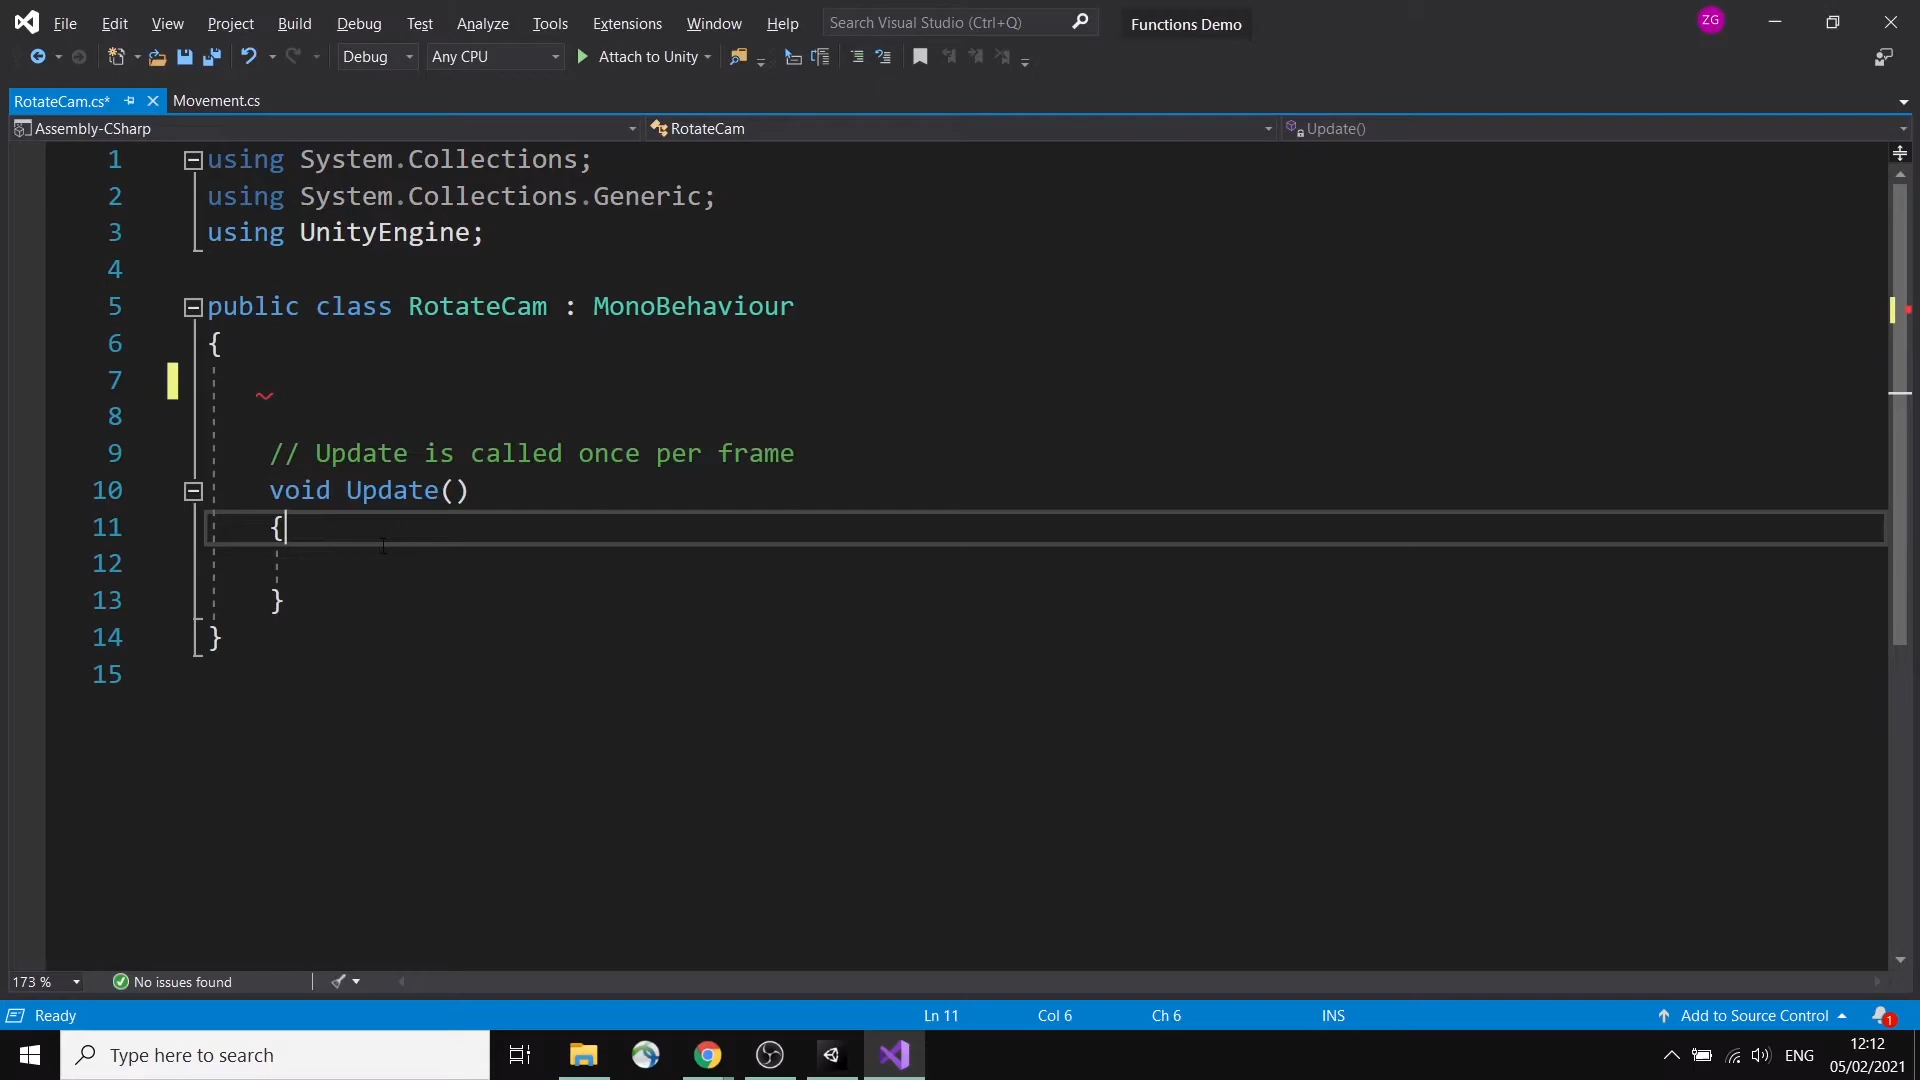 File Edit View Project Build Debug Test Analyze Tools Extensions Window Help Search Visual Studio (Ctrl+Q) Functions Demo ZG
Debug Any CPU Attach to Unity
RotateCam.cs* Movement.cs
Assembly-CSharp RotateCam Update()
1 using System.Collections;
2 using System.Collections.Generic;
3 using UnityEngine;
4
5 public class RotateCam : MonoBehaviour
6 {
7
8
9 // Update is called once per frame
10 void Update()
11 {
12
13 }
14 }
15
173 % No issues found
Ready Ln 11 Col 6 Ch 6 INS Add to Source Control 1
Type here to search ENG 12:12
05/02/2021